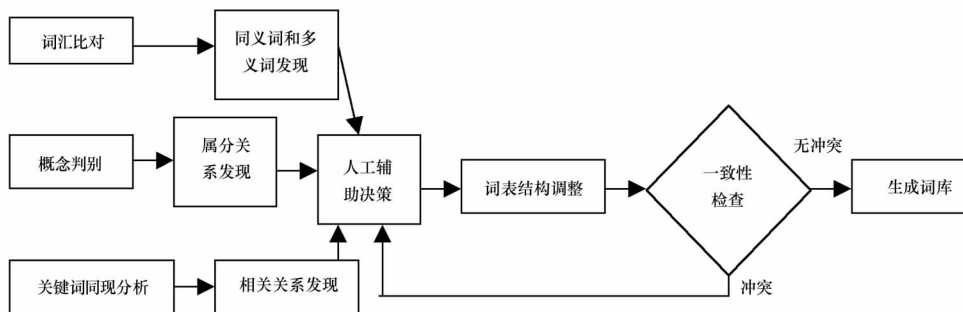 词汇比对
同义词和多
义词发现
概念判别
属分关
系发现
人工辅
助决策
词表结构调整
一致性
检查
无冲突
生成词库
关键词同现分析
相关关系发现
冲突